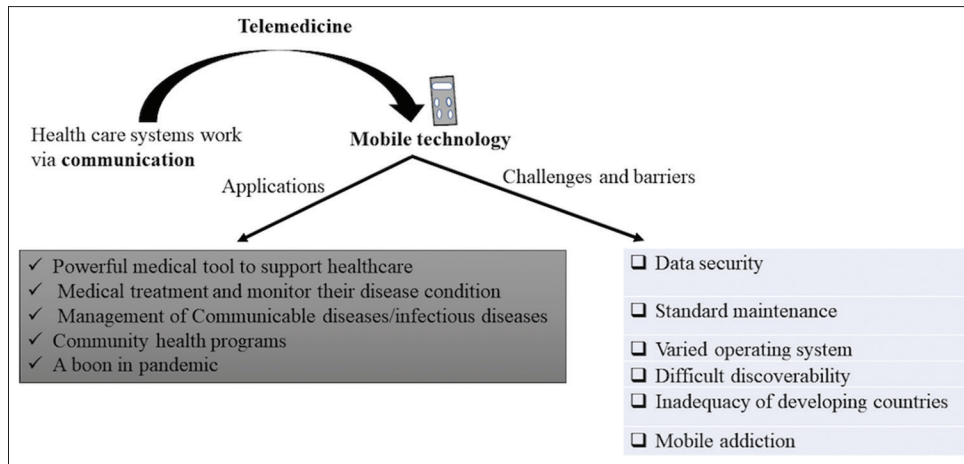 Telemedicine
Health care systems work
via communication
Mobile technology
Applications
Challenges and barriers
✓ Powerful medical tool to support healthcare
✓ Medical treatment and monitor their disease condition
✓ Management of Communicable diseases/infectious diseases
✓ Community health programs
✓ A boon in pandemic
❑ Data security
❑ Standard maintenance
❑ Varied operating system
❑ Difficult discoverability
❑ Inadequacy of developing countries
❑ Mobile addiction